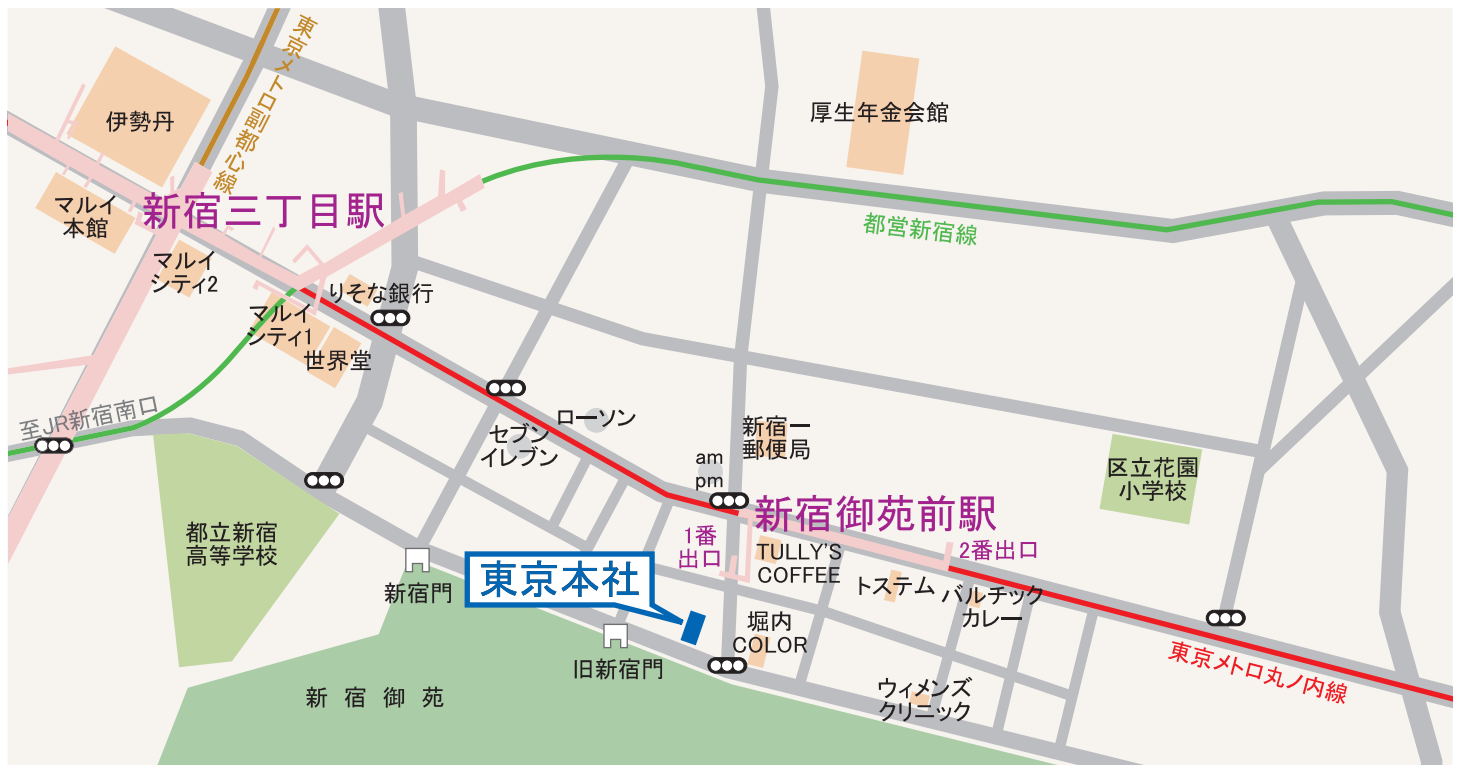 東京メトロ副都心線
伊勢丹
厚生年金会館
マルイ
本館
新宿三丁目駅
都営新宿線
マルイ
シティ2
りそな銀行
マルイ
シティ1
世界堂
至JR新宿南口
ローソン
セブン
イレブン
新宿一
郵便局
am
pm
区立花園
小学校
新宿御苑前駅
都立新宿
高等学校
1番
出口
TULLY'S
COFFEE
2番出口
新宿門
東京本社
トステム
バルチック
カレー
堀内
COLOR
旧新宿門
東京メトロ丸ノ内線
新宿御苑
ウィメンズ
クリニック